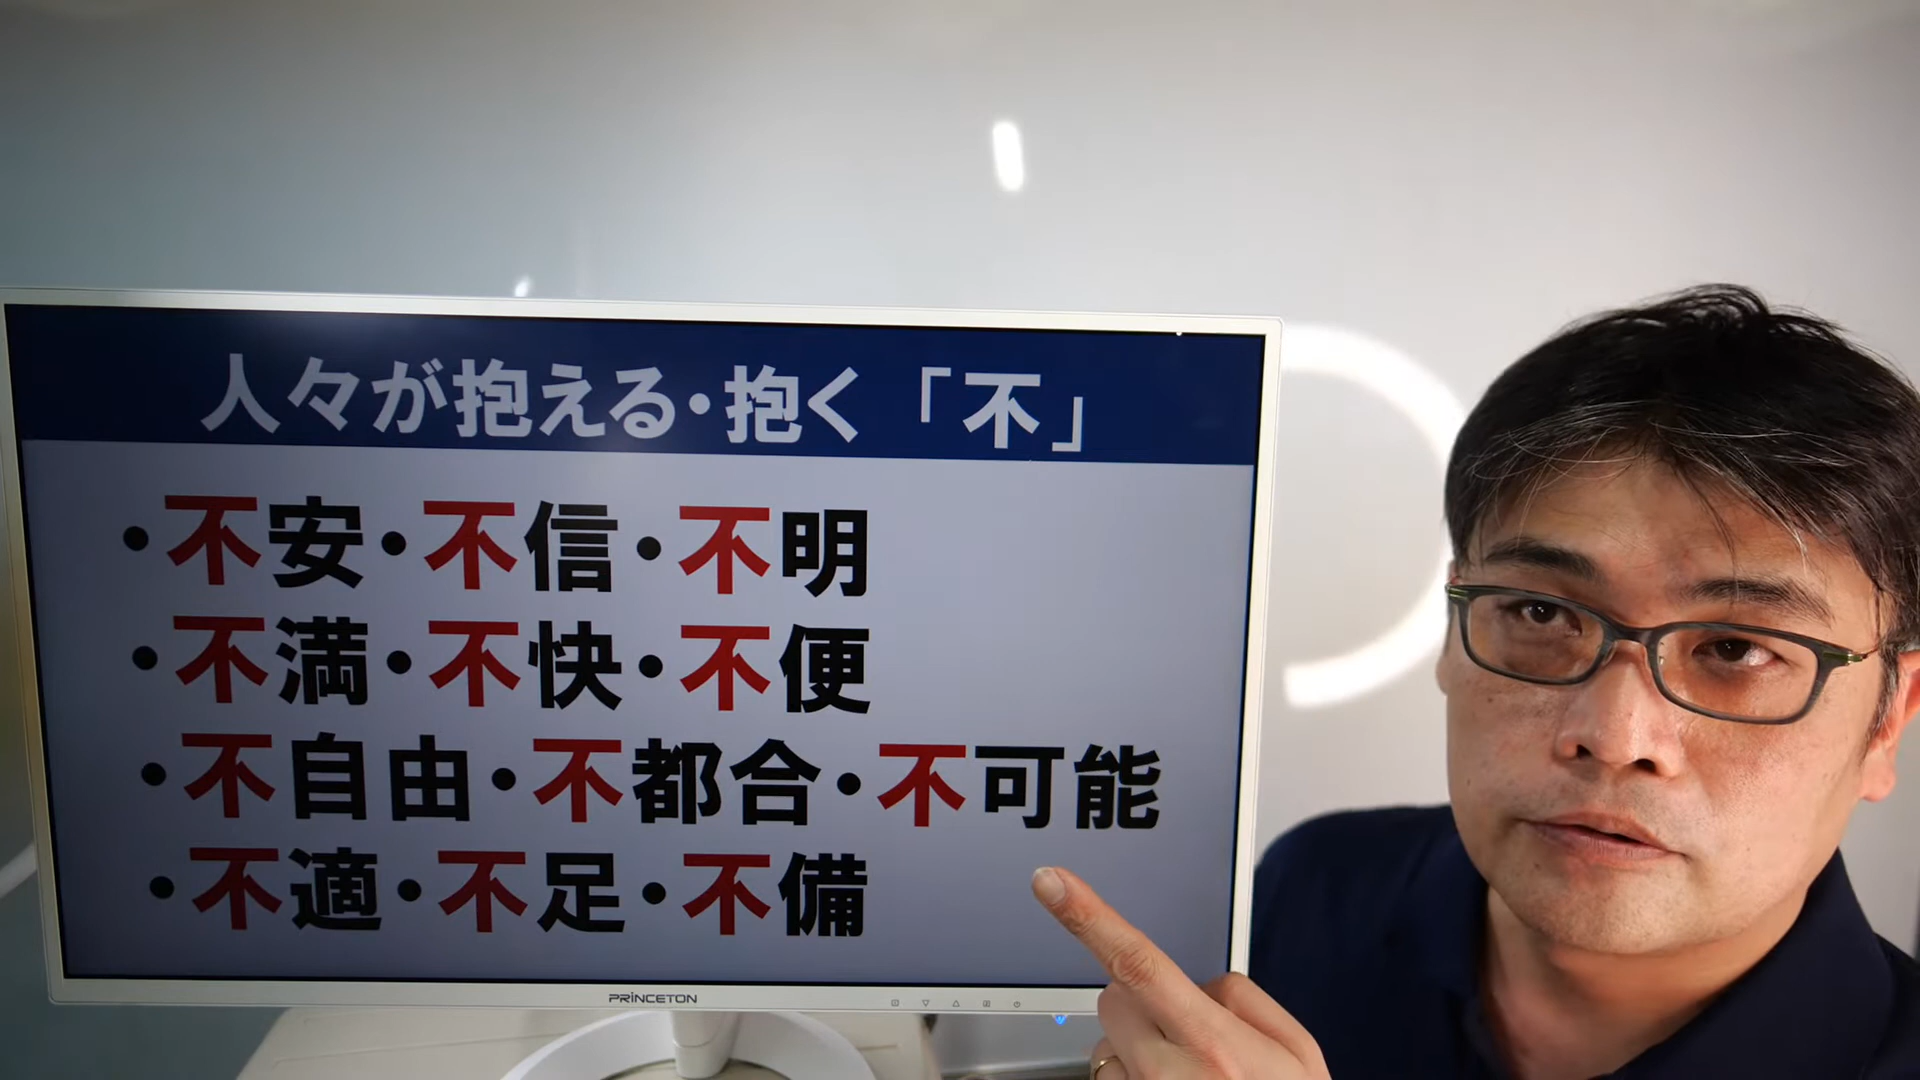 人々が抱える・抱く「不」
・不安・不信・不明
・不満・不快・不便
・不自由・不都合・不可能
・不適・不足・不備
PRINCETON